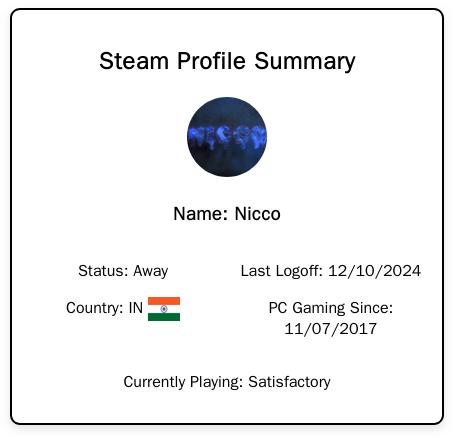 Steam Profile Summary
Name: Nicco
Status: Away
Last Logoff: 12/10/2024
Country: IN
PC Gaming Since:
11/07/2017
Currently Playing: Satisfactory